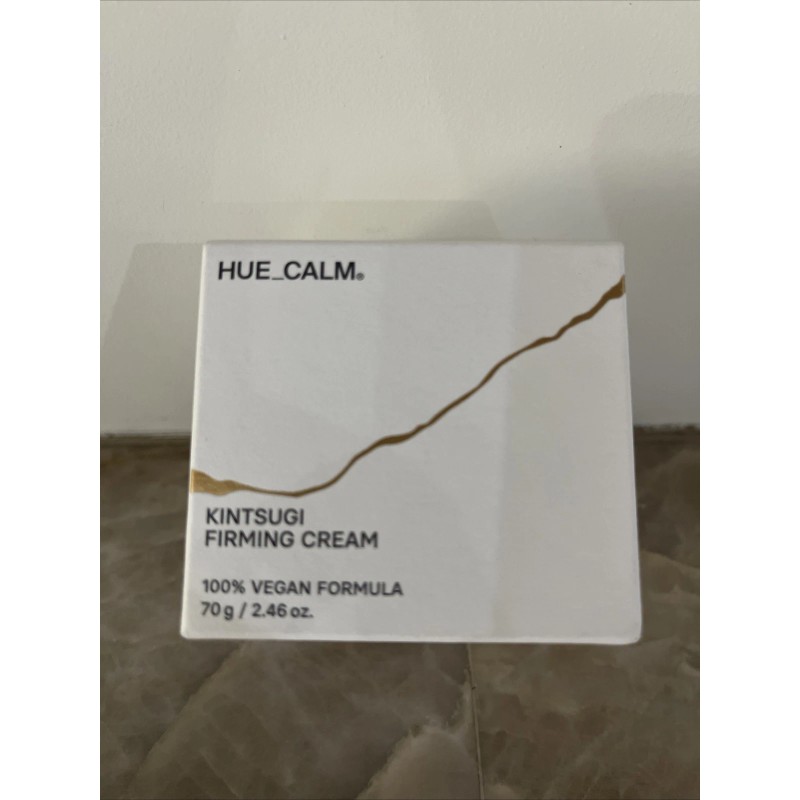 HUE_CALM®
KINTSUGI
FIRMING CREAM
100% VEGAN FORMULA
70 g / 2.46 oz.